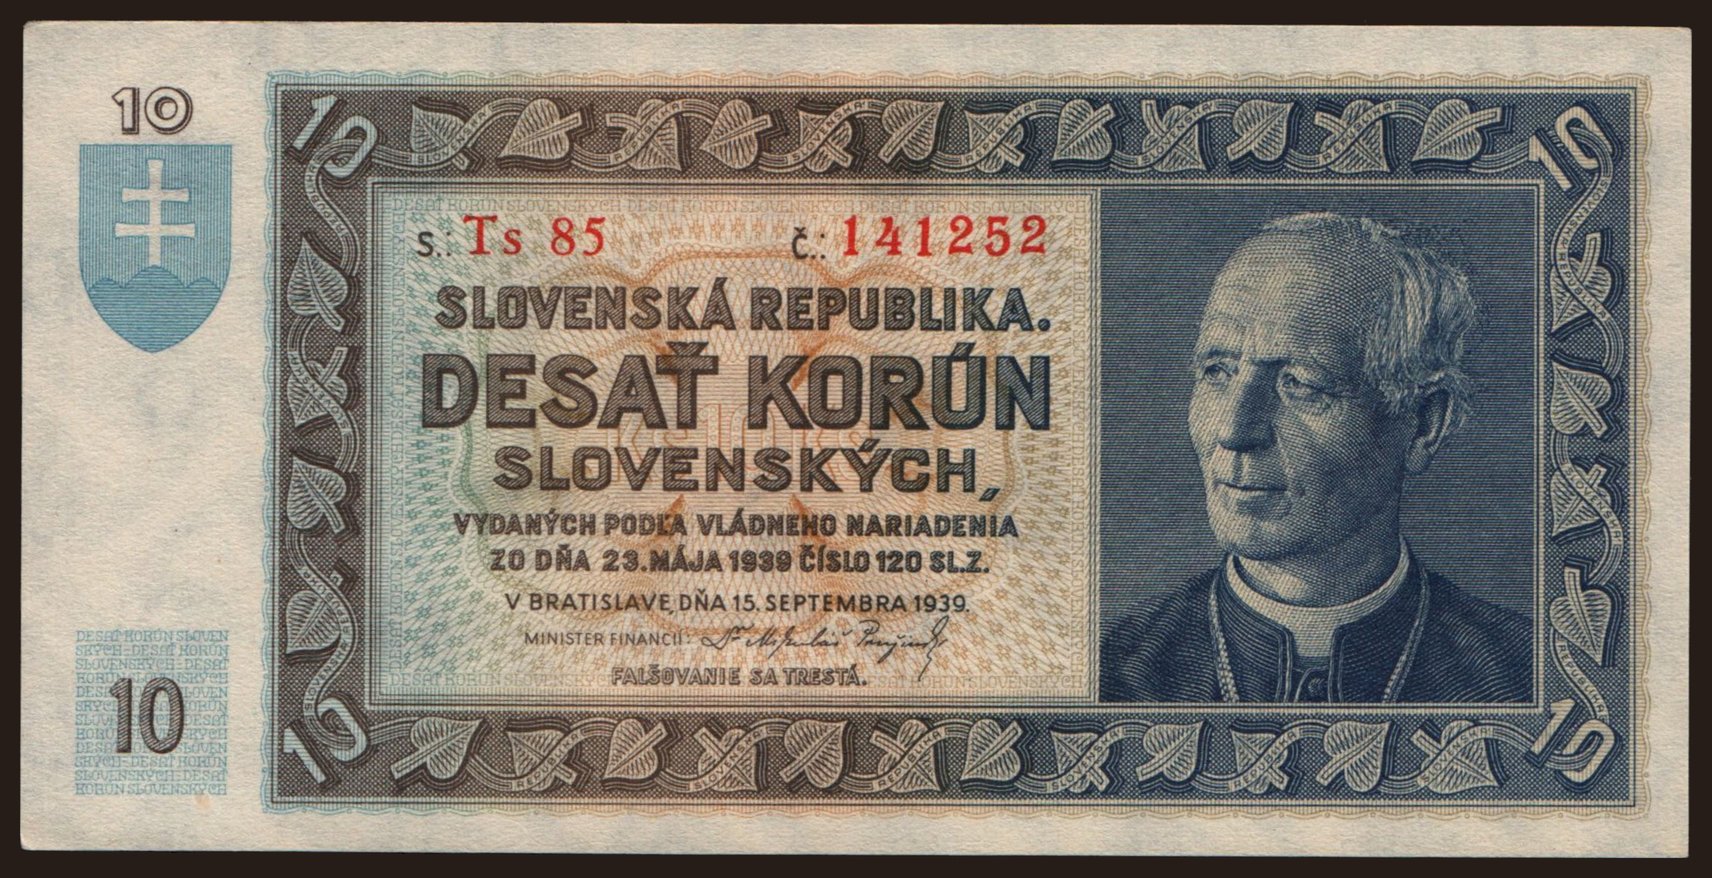 10
S.: Ts 85 č.: 141252
SLOVENSKÁ REPUBLIKA.
DESAŤ KORÚN
SLOVENSKÝCH,
VYDANÝCH PODĽA VLÁDNEHO NARIADENIA
ZO DŇA 23. MÁJA 1939 ČÍSLO 120 SL.Z.
V BRATISLAVE, DŇA 15. SEPTEMBRA 1939.
MINISTER FINANCIÍ:
FALŠOVANIE SA TRESTÁ.
DESAŤ KORÚN SLOVEN
SKÝCH-DESAŤ KORÚN
SLOVENSKÝCH-DESAŤ
10
KORÚN SLOVENSKÝCH
10
10
10
10